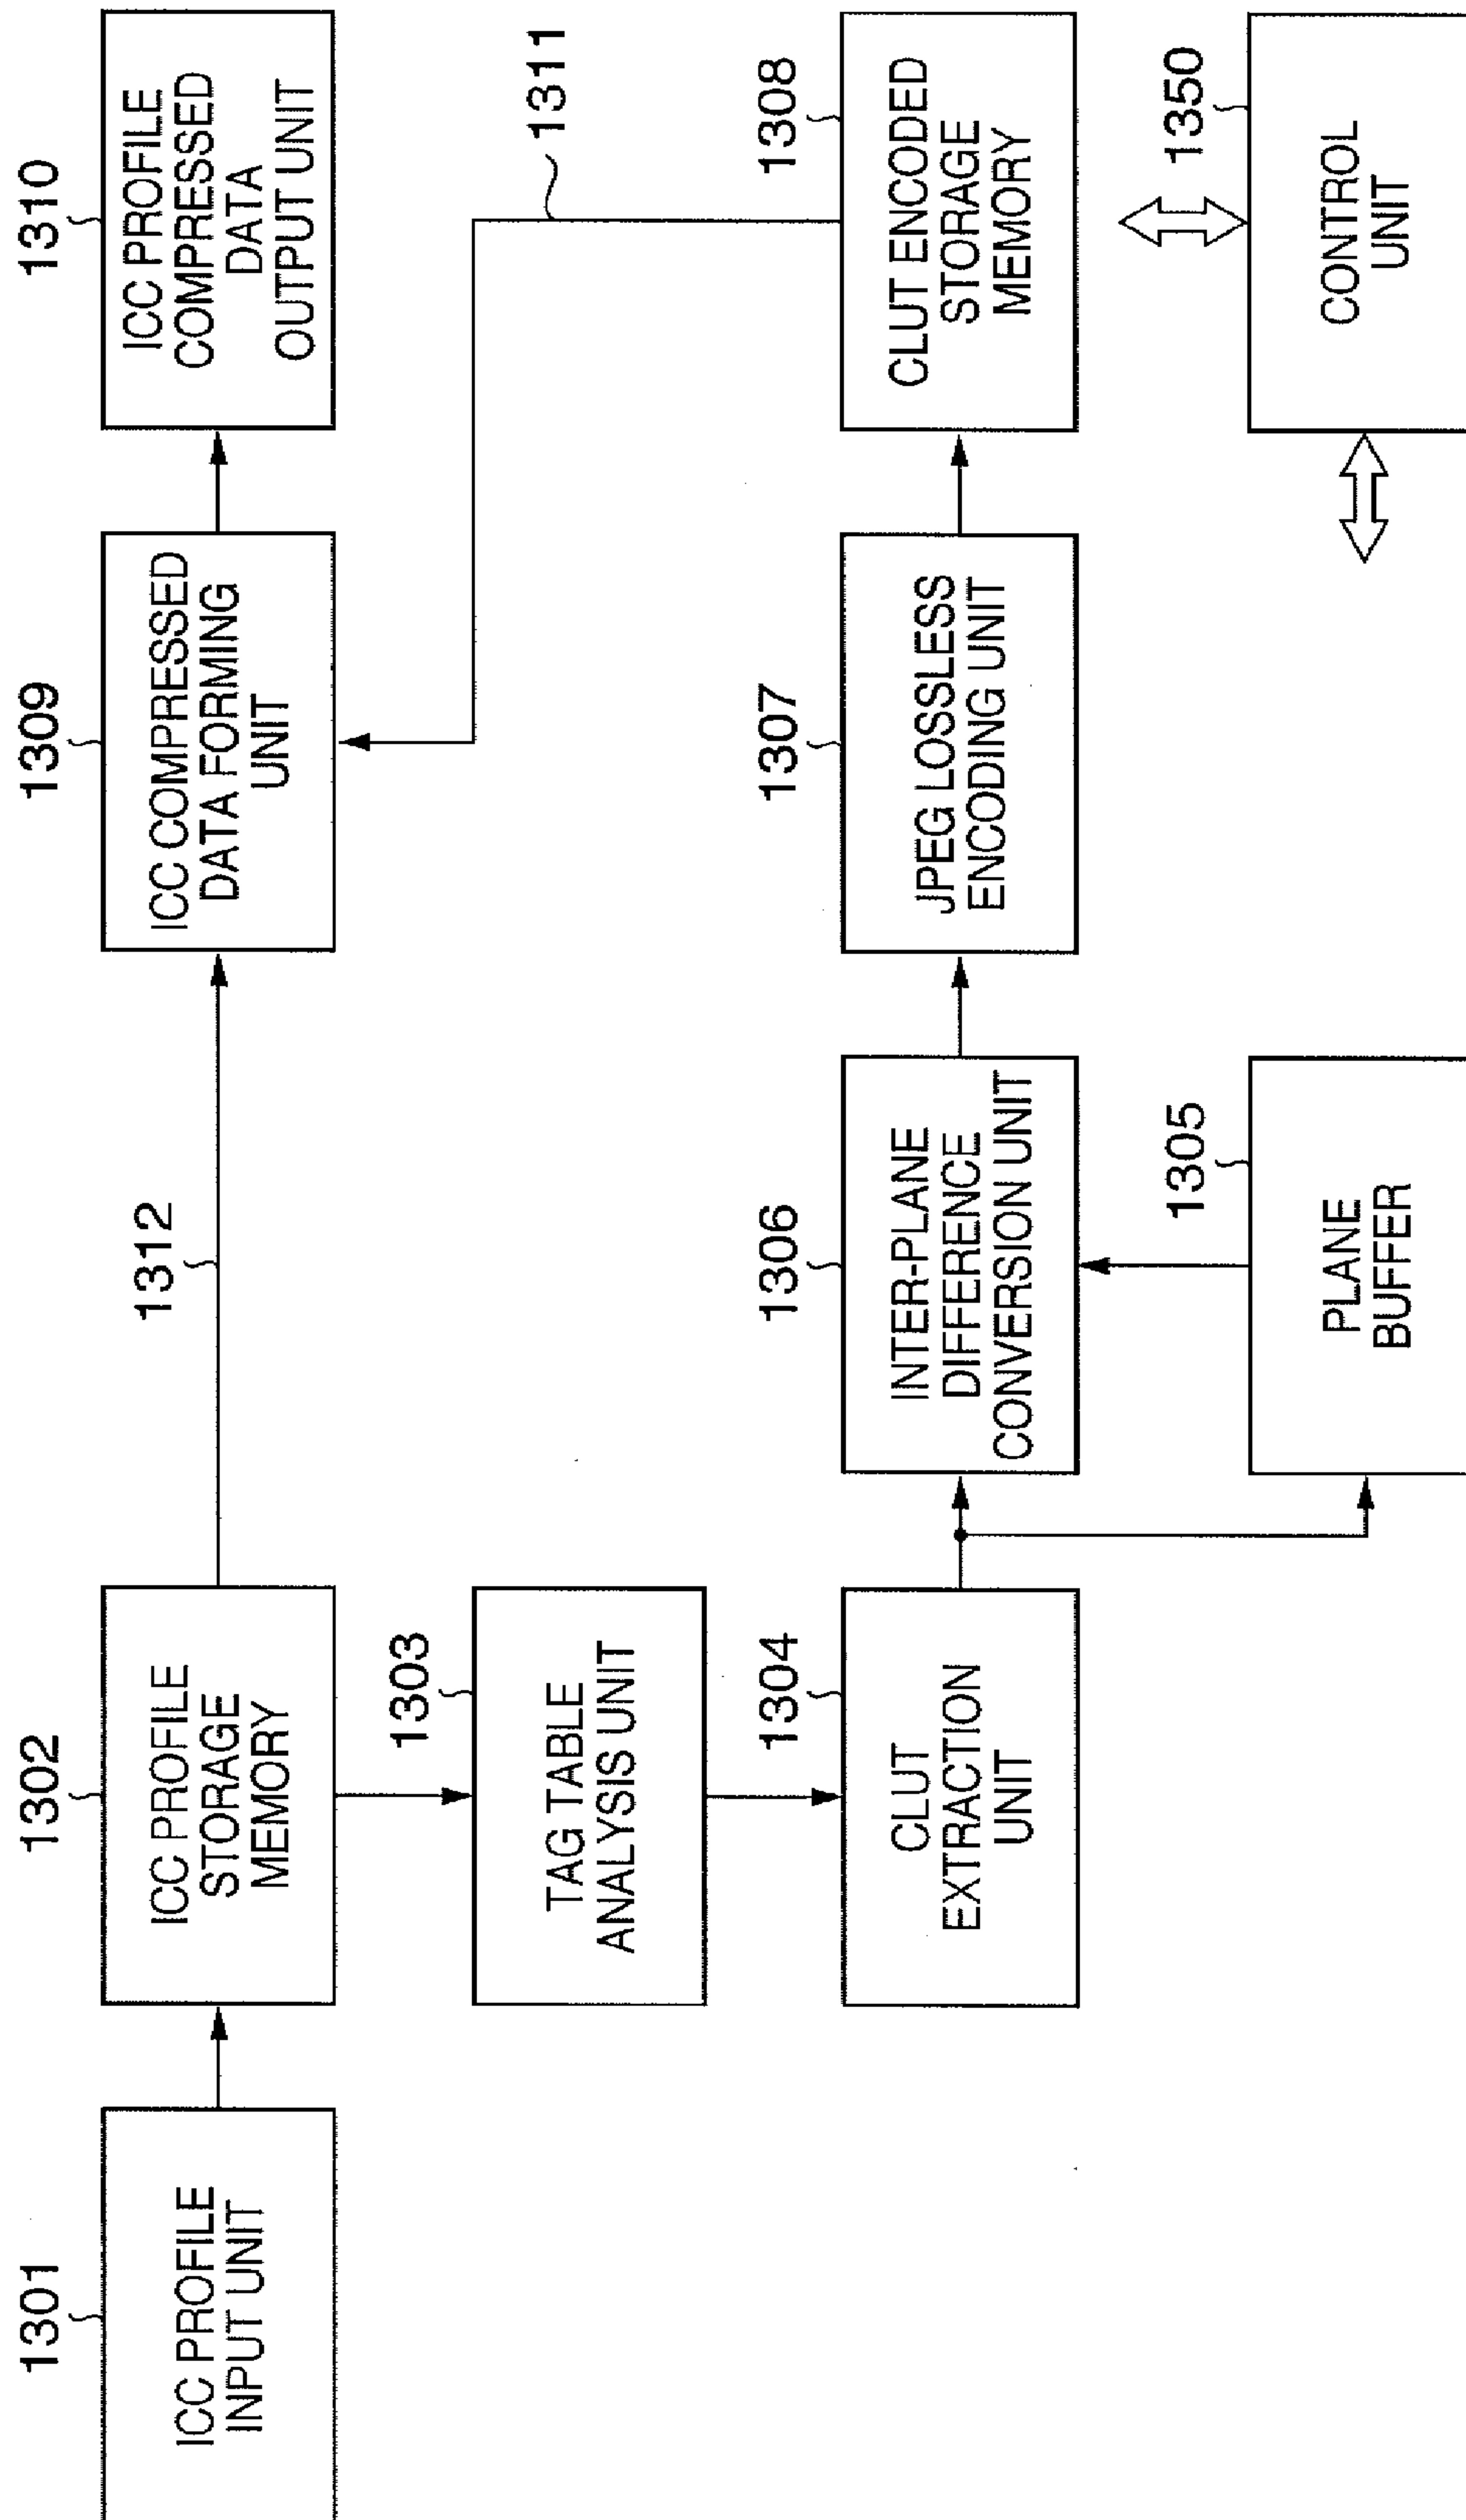 1301
ICC PROFILE
INPUT UNIT
1302
ICC PROFILE
STORAGE
MEMORY
1312
1309
ICC COMPRESSED
DATA FORMING
UNIT
1310
ICC PROFILE
COMPRESSED
DATA
OUTPUT UNIT
1303
TAG TABLE
ANALYSIS UNIT
1311
1304
CLUT
EXTRACTION
UNIT
1306
INTER-PLANE
DIFFERENCE
CONVERSION UNIT
1307
JPEG LOSSLESS
ENCODING UNIT
1308
CLUT ENCODED
STORAGE
MEMORY
1305
PLANE
BUFFER
1350
CONTROL
UNIT